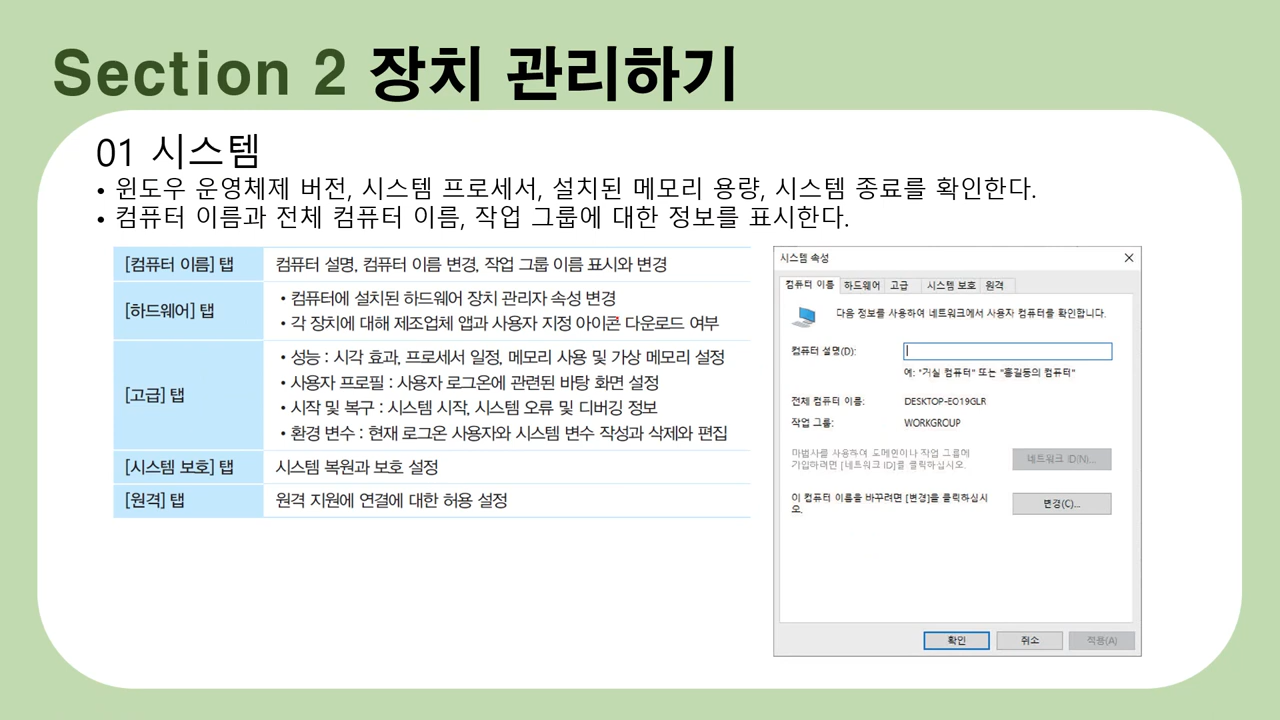 Section 2 장치 관리하기
01 시스템
• 윈도우 운영체제 버전, 시스템 프로세서, 설치된 메모리 용량, 시스템 종료를 확인한다.
• 컴퓨터 이름과 전체 컴퓨터 이름, 작업 그룹에 대한 정보를 표시한다.
[컴퓨터 이름] 탭 컴퓨터 설명, 컴퓨터 이름 변경, 작업 그룹 이름 표시와 변경
[하드웨어] 탭
• 컴퓨터에 설치된 하드웨어 장치 관리자 속성 변경
• 각 장치에 대해 제조업체 앱과 사용자 지정 아이콘 다운로드 여부
[고급] 탭
• 성능 : 시각 효과, 프로세서 일정, 메모리 사용 및 가상 메모리 설정
• 사용자 프로필 : 사용자 로그온에 관련된 바탕 화면 설정
• 시작 및 복구 : 시스템 시작, 시스템 오류 및 디버깅 정보
• 환경 변수 : 현재 로그온 사용자와 시스템 변수 작성과 삭제와 편집
[시스템 보호] 탭 시스템 복원과 보호 설정
[원격] 탭 원격 지원에 연결에 대한 허용 설정
시스템 속성
컴퓨터 이름 하드웨어 고급 시스템 보호 원격
다음 정보를 사용하여 네트워크에서 사용자 컴퓨터를 확인합니다.
컴퓨터 설명(D):
예: "거실 컴퓨터" 또는 "홍길동의 컴퓨터"
전체 컴퓨터 이름: DESKTOP-EO19GLR
작업 그룹: WORKGROUP
마법사를 사용하여 도메인이나 작업 그룹에
가입하려면 [네트워크 ID]를 클릭하십시오.
네트워크 ID(N)...
이 컴퓨터 이름을 바꾸려면 [변경]을 클릭하십시
오.
변경(C)...
확인 취소 적용(A)